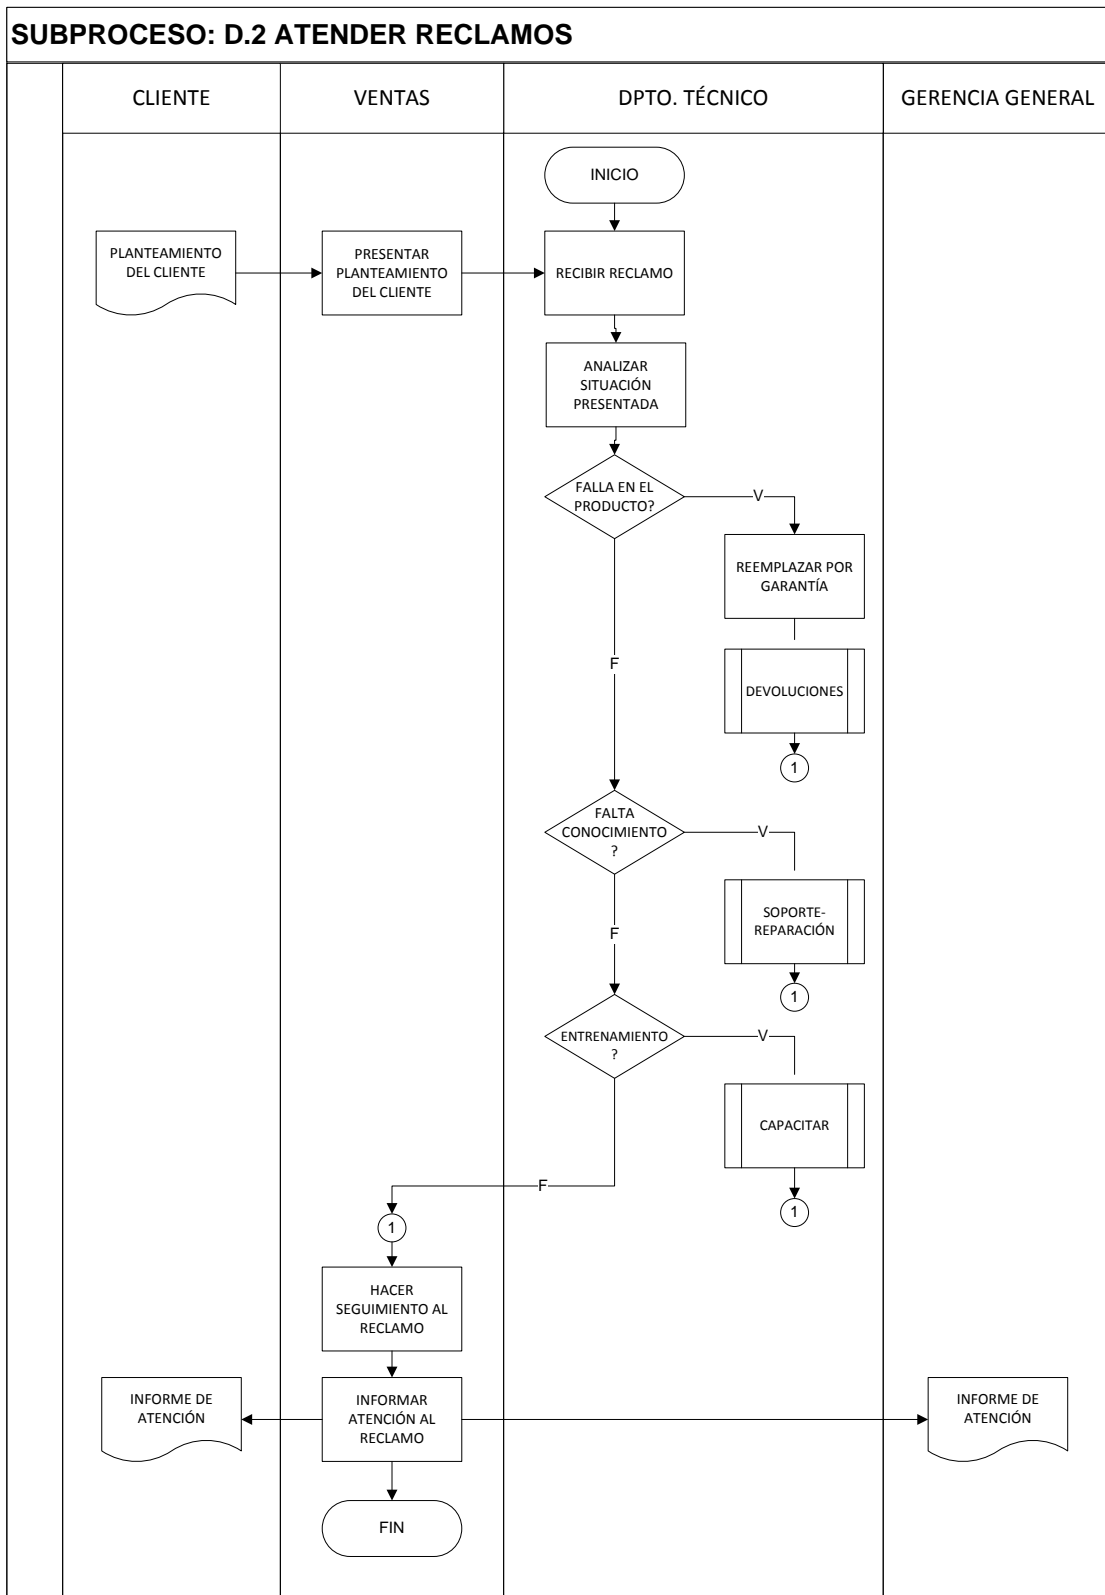 SUBPROCESO: D.2 ATENDER RECLAMOS
CLIENTE
VENTAS
DPTO. TÉCNICO
GERENCIA GENERAL
INICIO
PLANTEAMIENTO
DEL CLIENTE
PRESENTAR
PLANTEAMIENTO
DEL CLIENTE
RECIBIR RECLAMO
ANALIZAR
SITUACIÓN
PRESENTADA
FALLA EN EL
PRODUCTO?
V
REEMPLAZAR POR
GARANTÍA
F
DEVOLUCIONES
1
FALTA
CONOCIMIENTO
?
V
SOPORTE-
REPARACIÓN
F
1
ENTRENAMIENTO
?
V
CAPACITAR
F
1
1
HACER
SEGUIMIENTO AL
RECLAMO
INFORME DE
ATENCIÓN
INFORMAR
ATENCIÓN AL
RECLAMO
INFORME DE
ATENCIÓN
FIN